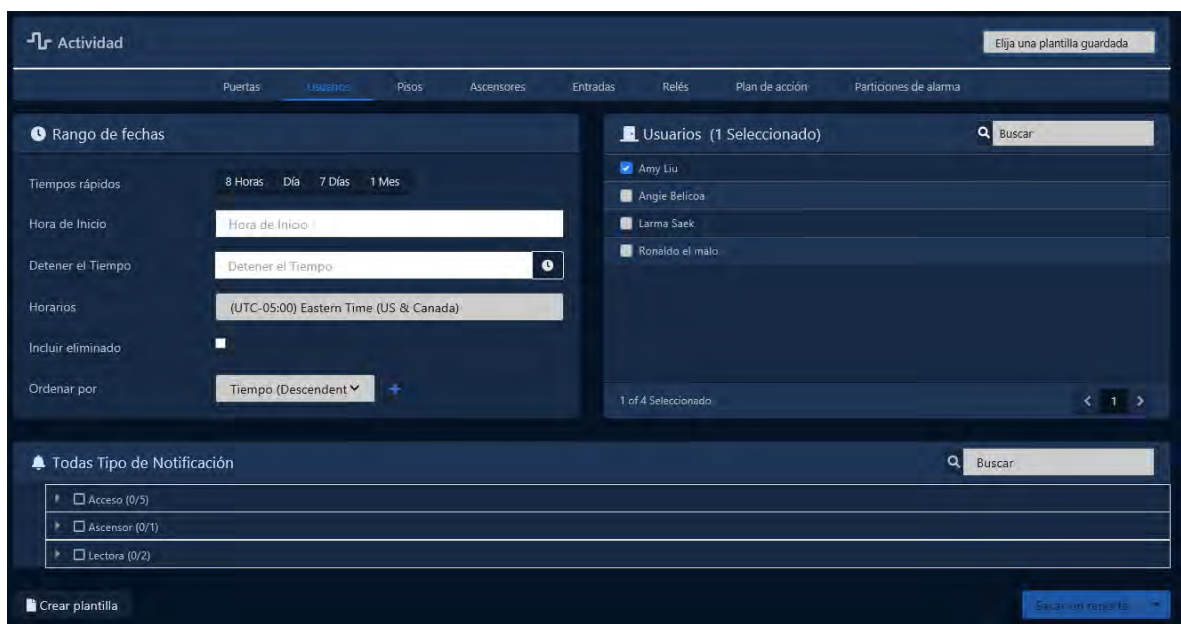 Actividad
Elija una plantilla guardada
Puertas Usuarios Pisos Ascensores Entradas Relés Plan de acción Particiones de alarma
Rango de fechas
Tiempos rápidos 8 Horas Día 7 Días 1 Mes
Hora de Inicio Hora de Inicio
Detener el Tiempo Detener el Tiempo
Horarios (UTC-05:00) Eastern Time (US & Canada)
Incluir eliminado
Ordenar por Tiempo (Descendent
Usuarios (1 Seleccionado) Buscar
Amy Liu
Angie Belicoa
Larma Saek
Ronaldo el malo
1 of 4 Seleccionado 1
Todas Tipo de Notificación Buscar
Acceso (0/5)
Ascensor (0/1)
Lectora (0/2)
Crear plantilla Sacar un reporte